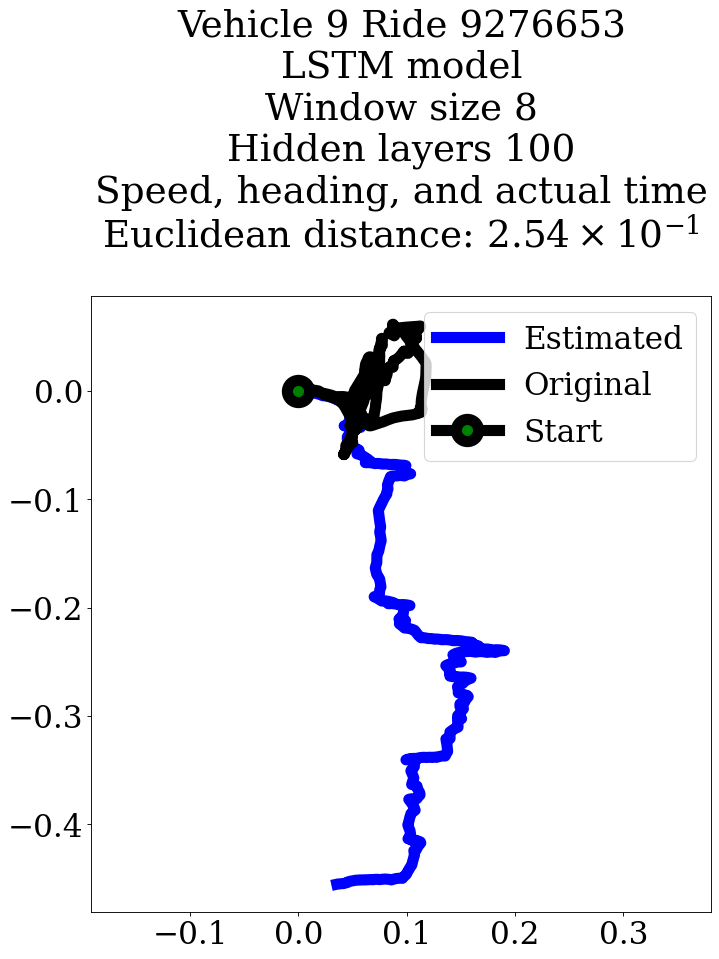 Vehicle 9 Ride 9276653
LSTM model
Window size 8
Hidden layers 100
Speed, heading, and actual time
Euclidean distance: 2.54 × 10⁻¹
Estimated
Original
Start
0.0
−0.1
−0.2
−0.3
−0.4
−0.1 0.0 0.1 0.2 0.3